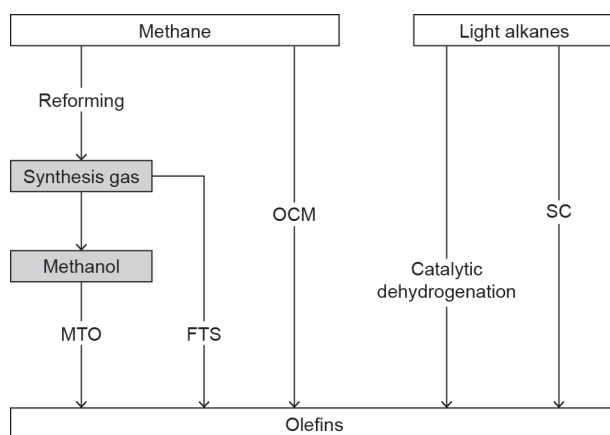 Methane
Light alkanes
Reforming
Synthesis gas
OCM
SC
Methanol
Catalytic
dehydrogenation
MTO
FTS
Olefins